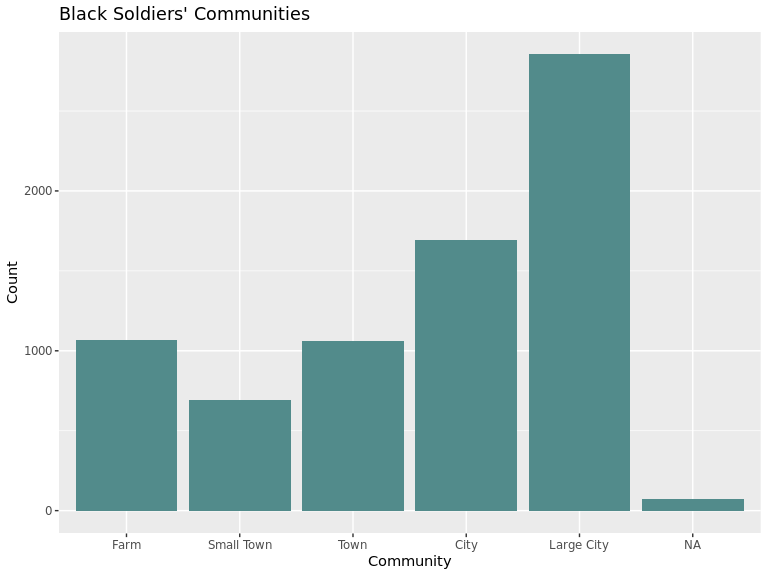 Black Soldiers' Communities
Count
2000
1000
0
Farm Small Town Town City Large City NA
Community